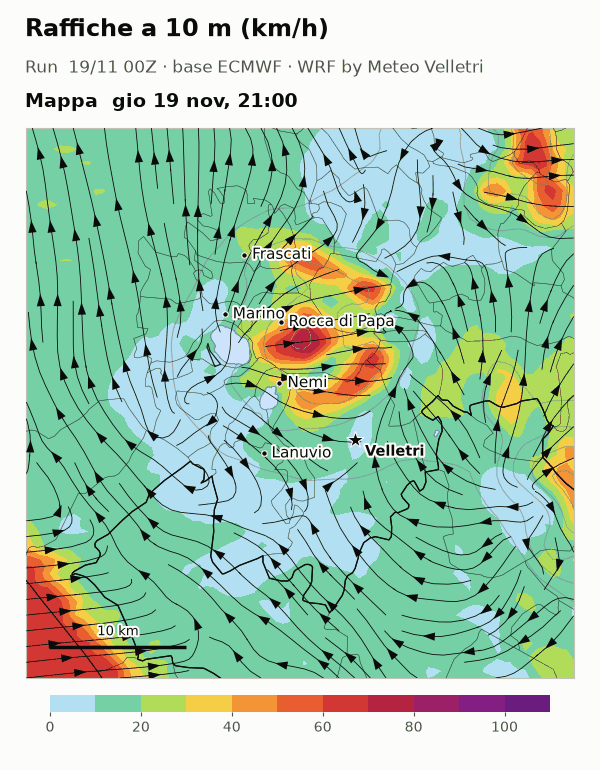 Raffiche a 10 m (km/h)
Run  19/11 00Z · base ECMWF · WRF by Meteo Velletri
Mappa  gio 19 nov, 21:00
Frascati
Marino
Rocca di Papa
Nemi
Velletri
Lanuvio
10 km
0 20 40 60 80 100